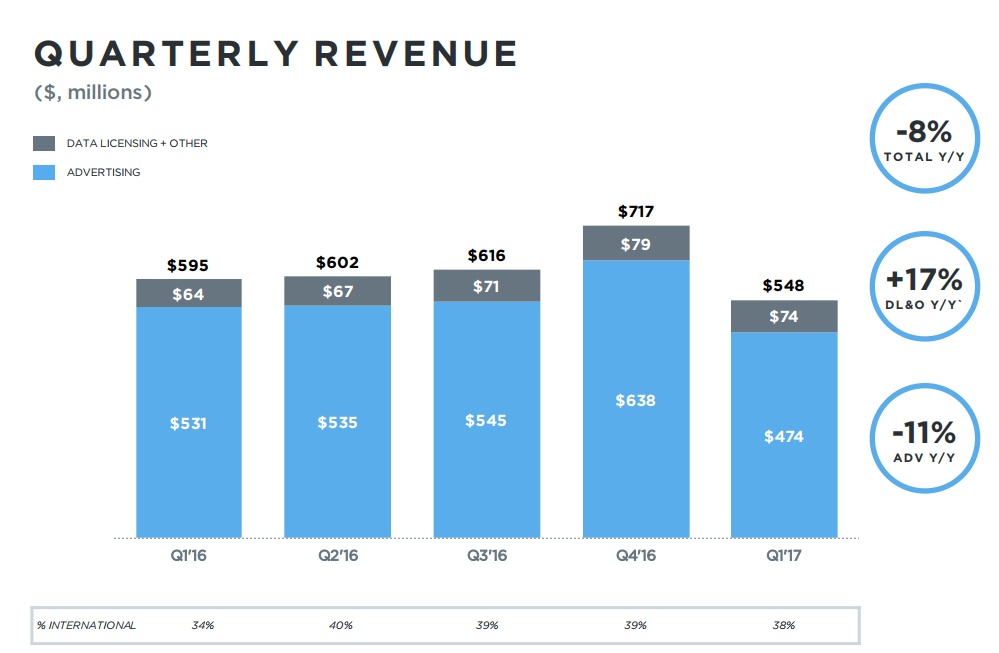 QUARTERLY REVENUE
($, millions)
DATA LICENSING + OTHER
ADVERTISING
$595
$64
$531
$602
$67
$535
$616
$71
$545
$717
$79
$638
$548
$74
$474
Q1'16 Q2'16 Q3'16 Q4'16 Q1'17
-8%
TOTAL Y/Y
+17%
DL&O Y/Y`
-11%
ADV Y/Y
% INTERNATIONAL 34% 40% 39% 39% 38%